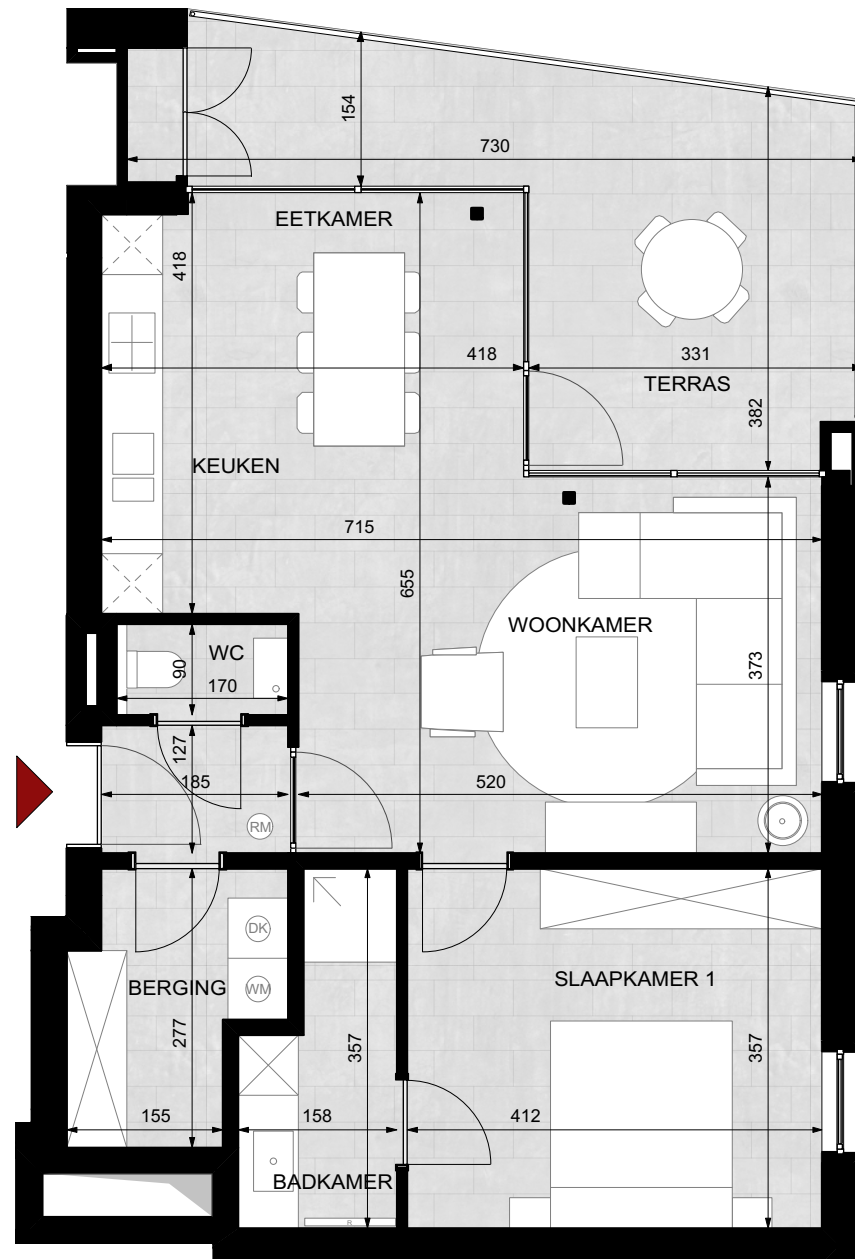 154
730
EETKAMER
418
418
331
TERRAS
382
KEUKEN
715
655
WOONKAMER
373
WC
90
170
127
185
520
RM
DK
BERGING
WM
SLAAPKAMER 1
277
357
357
155
158
412
BADKAMER
R